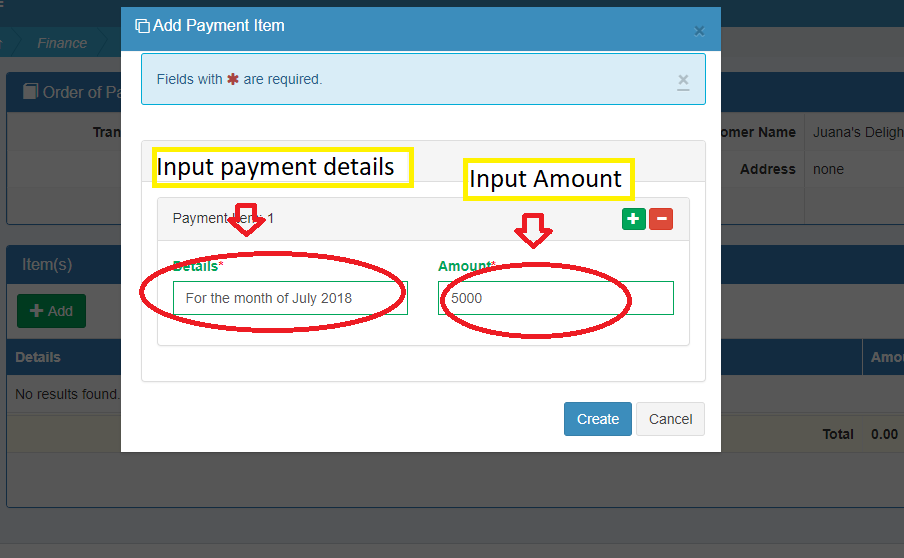 Finance
Add Payment Item
×
Fields with * are required.
×
Order of Pa
Tran
omer Name
Juana's Deligh
Address
none
Input payment details
Input Amount
Payment Item: 1
Item(s)
Details*
Amount*
For the month of July 2018
5000
Add
Details
Amou
No results found.
Create
Cancel
Total
0.00